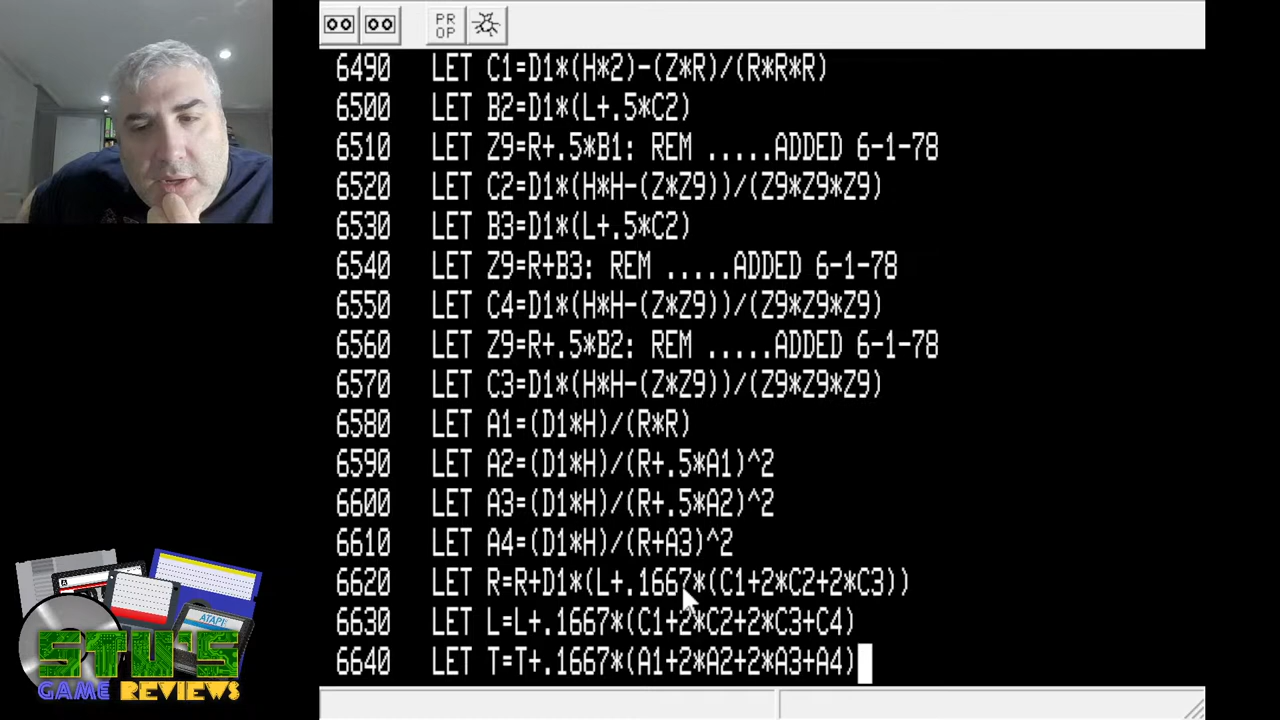 PR
OP
6490 LET C1=D1*(H*2)-(Z*R)/(R*R*R)
6500 LET B2=D1*(L+.5*C2)
6510 LET Z9=R+.5*B1: REM .....ADDED 6-1-78
6520 LET C2=D1*(H*H-(Z*Z9))/(Z9*Z9*Z9)
6530 LET B3=D1*(L+.5*C2)
6540 LET Z9=R+B3: REM .....ADDED 6-1-78
6550 LET C4=D1*(H*H-(Z*Z9))/(Z9*Z9*Z9)
6560 LET Z9=R+.5*B2: REM .....ADDED 6-1-78
6570 LET C3=D1*(H*H-(Z*Z9))/(Z9*Z9*Z9)
6580 LET A1=(D1*H)/(R*R)
6590 LET A2=(D1*H)/(R+.5*A1)^2
6600 LET A3=(D1*H)/(R+.5*A2)^2
6610 LET A4=(D1*H)/(R+A3)^2
6620 LET R=R+D1*(L+.1667*(C1+2*C2+2*C3))
6630 LET L=L+.1667*(C1+2*C2+2*C3+C4)
6640 LET T=T+.1667*(A1+2*A2+2*A3+A4)
ATARI
STU'S
GAME REVIEWS